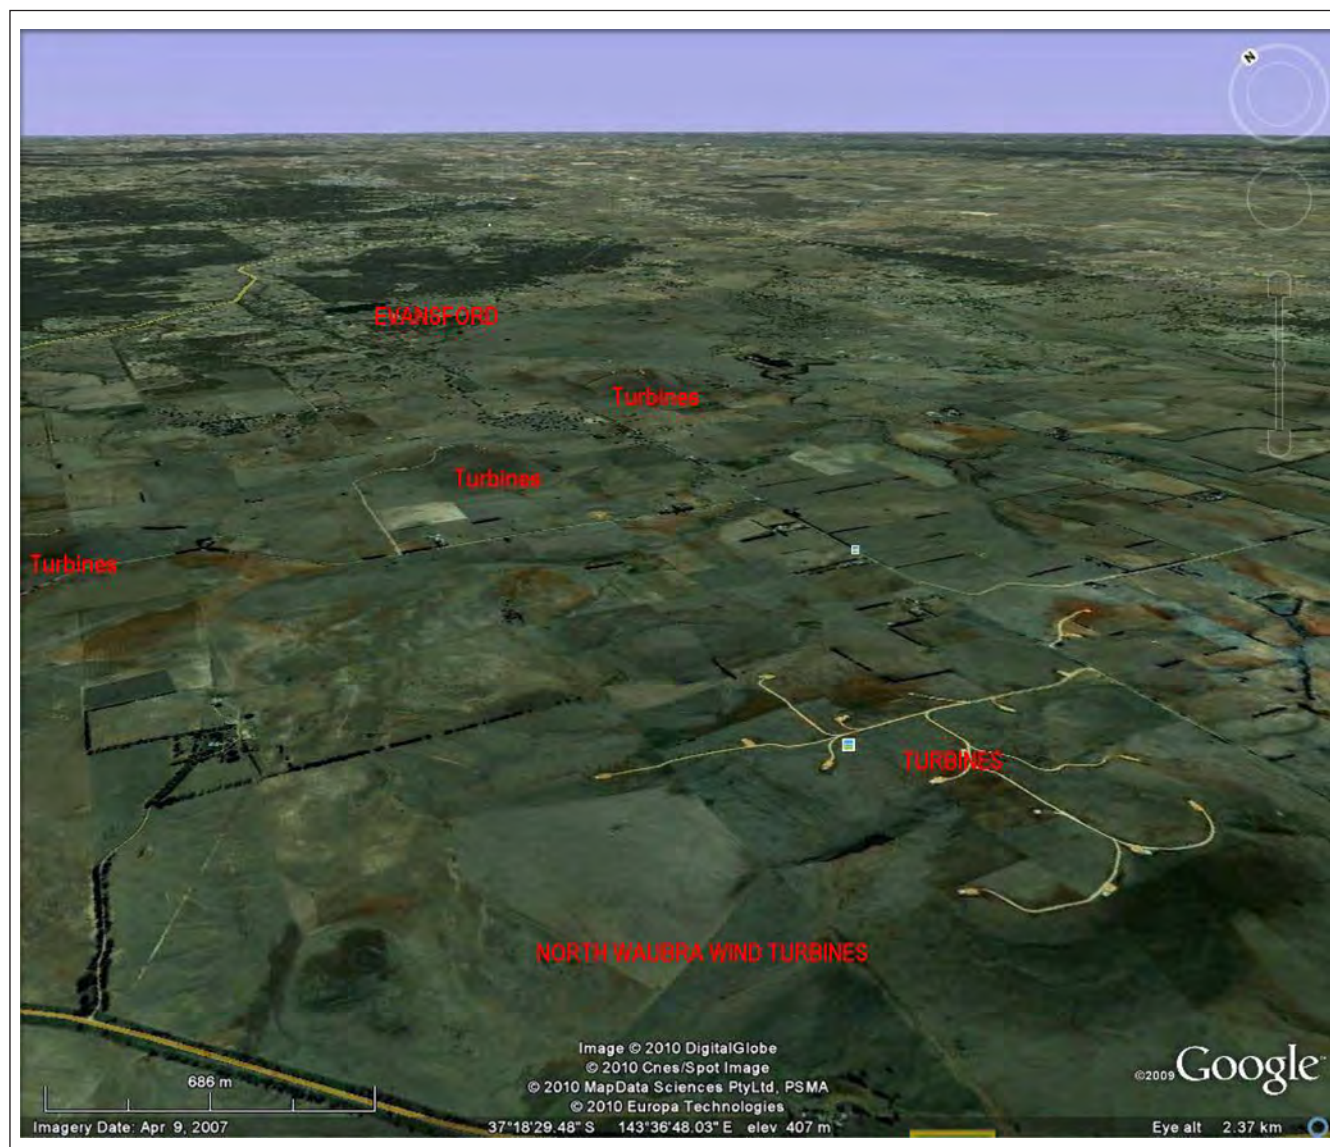 N
EVANSFORD
Turbines
Turbines
Turbines
TURBINES
NORTH WAUBRA WIND TURBINES
Image © 2010 DigitalGlobe
© 2010 Cnes/Spot Image
© 2010 MapData Sciences PtyLtd, PSMA
© 2010 Europa Technologies
©2009 Google™
686 m
Imagery Date: Apr 9, 2007 37°18'29.48" S 143°36'48.03" E elev 407 m Eye alt 2.37 km